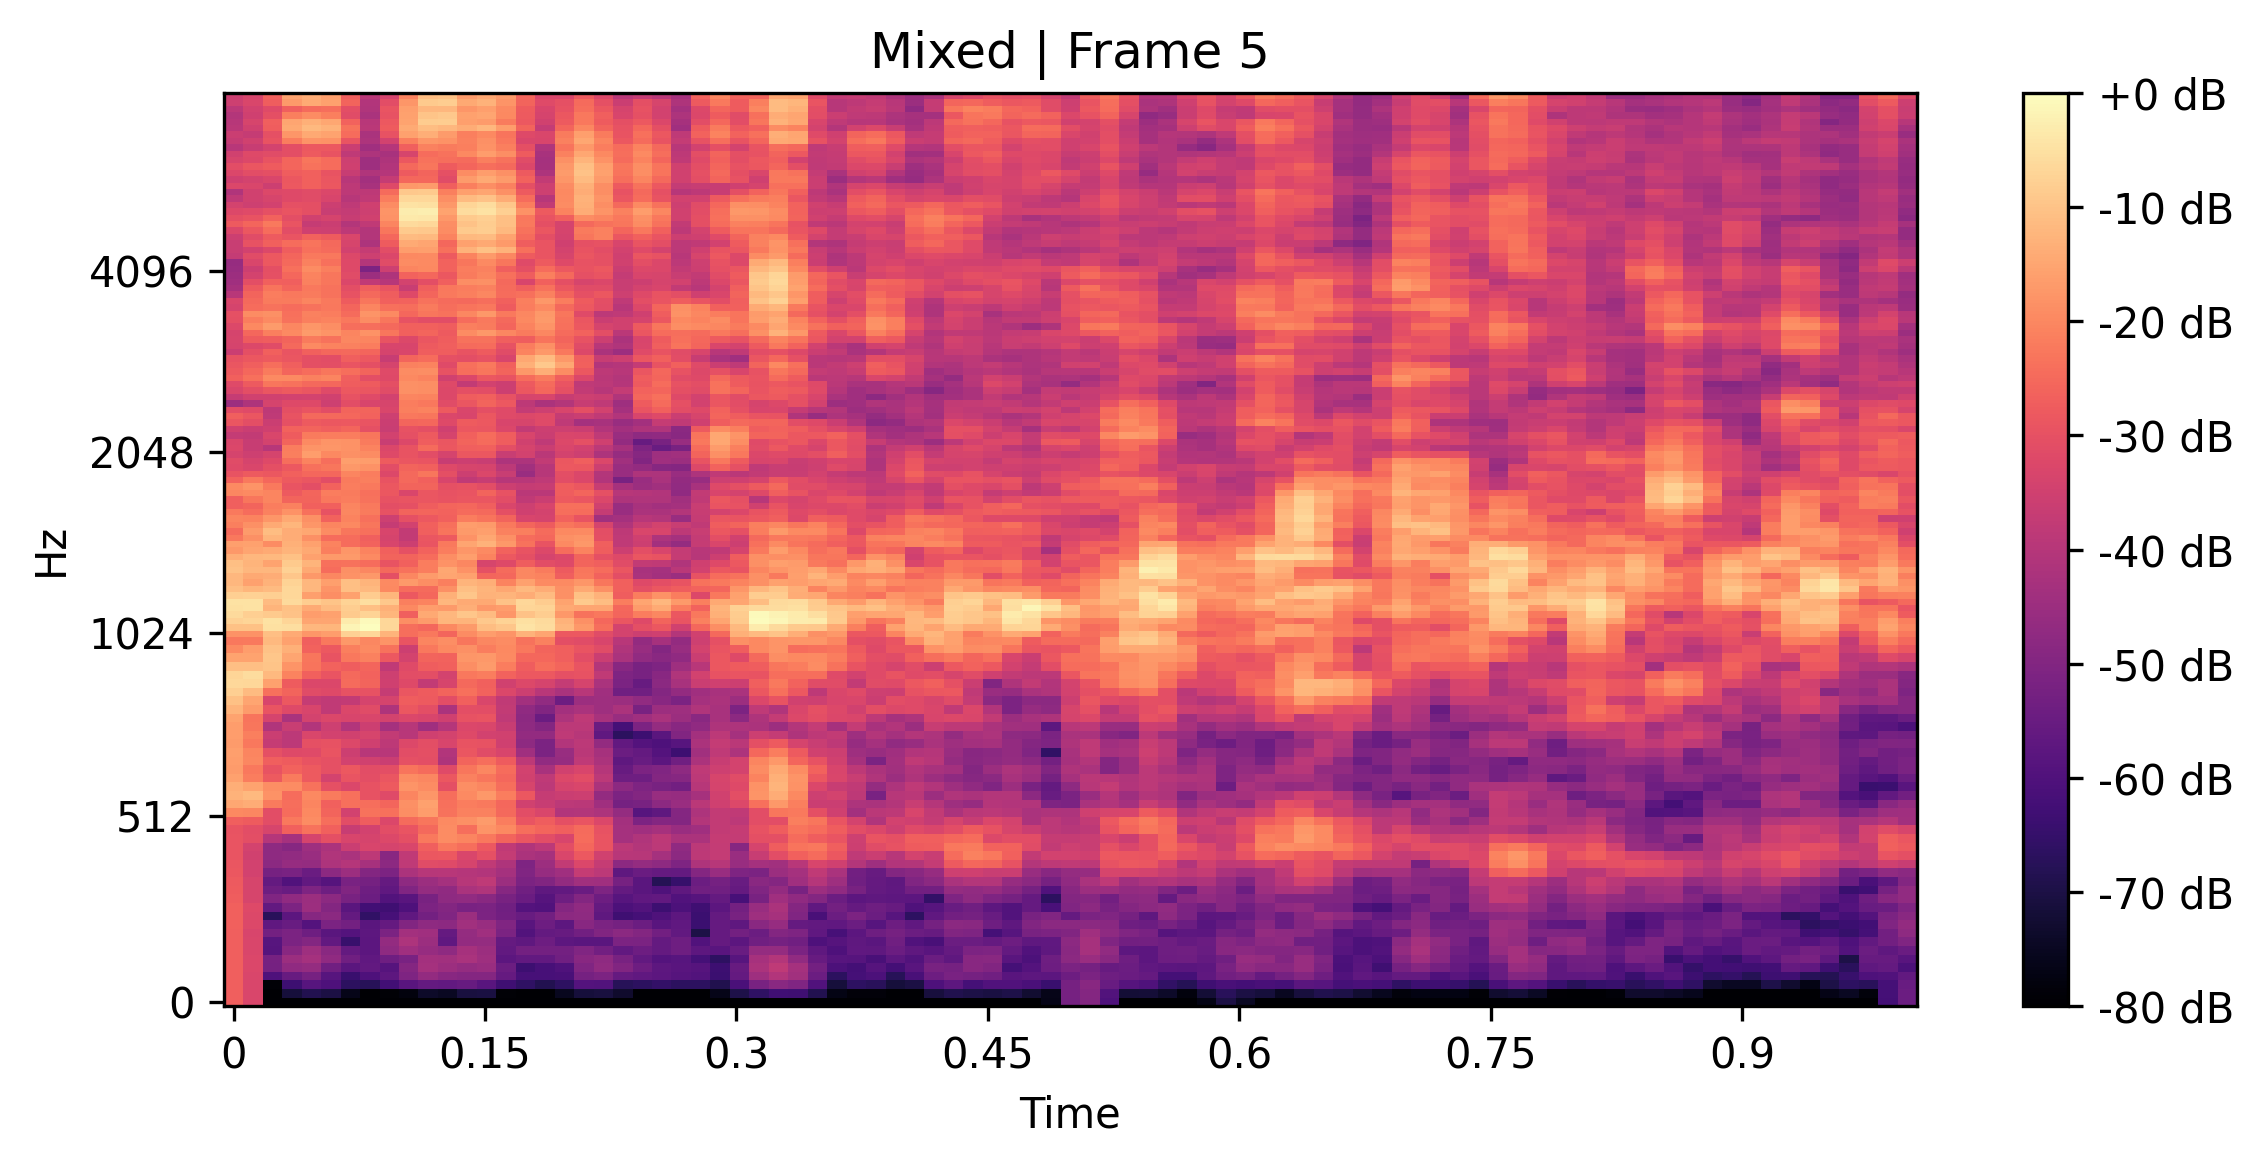 Mixed | Frame 5
Hz
4096
2048
1024
512
0
0 0.15 0.3 0.45 0.6 0.75 0.9
Time
+0 dB
-10 dB
-20 dB
-30 dB
-40 dB
-50 dB
-60 dB
-70 dB
-80 dB